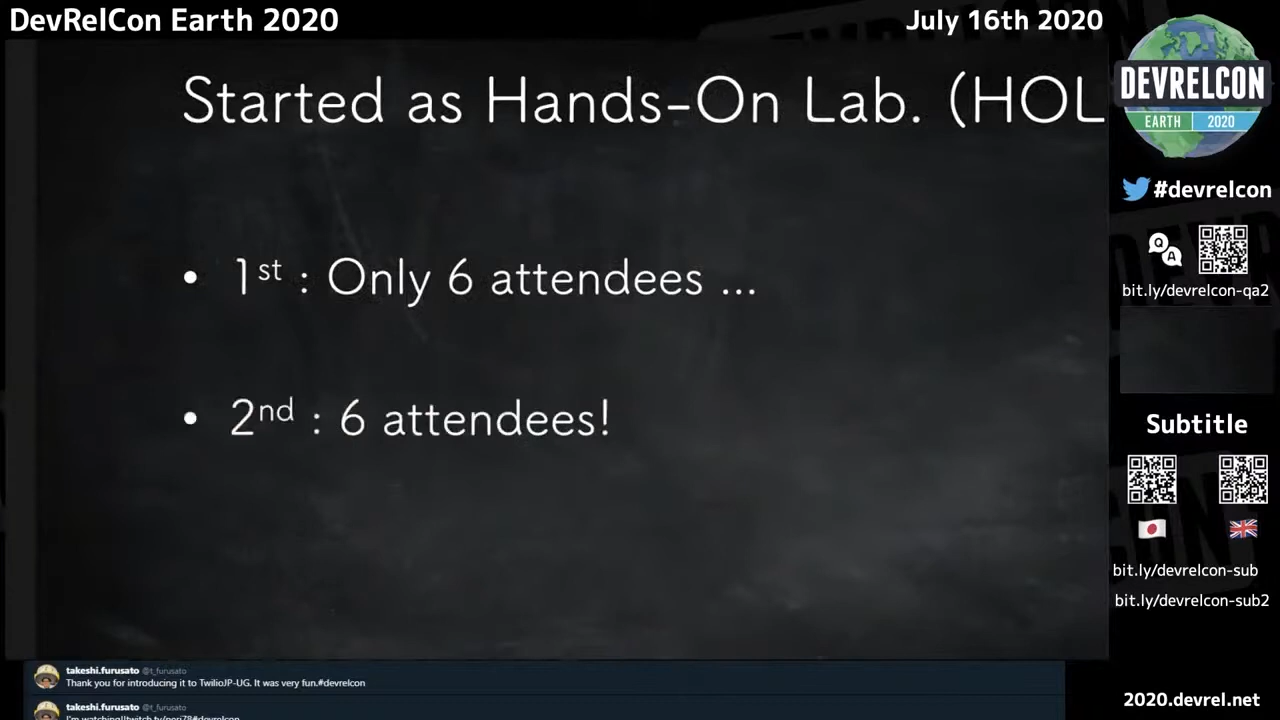 DevRelCon Earth 2020
July 16th 2020
Started as Hands-On Lab. (HOL
• 1st : Only 6 attendees ...
• 2nd : 6 attendees!
DEVRELCON
EARTH 2020
#devrelcon
Q
A
bit.ly/devrelcon-qa2
Subtitle
bit.ly/devrelcon-sub
bit.ly/devrelcon-sub2
takeshi.furusato @t_furusato
Thank you for introducing it to TwilioJP-UG. It was very fun.#devrelcon
takeshi.furusato @t_furusato
2020.devrel.net